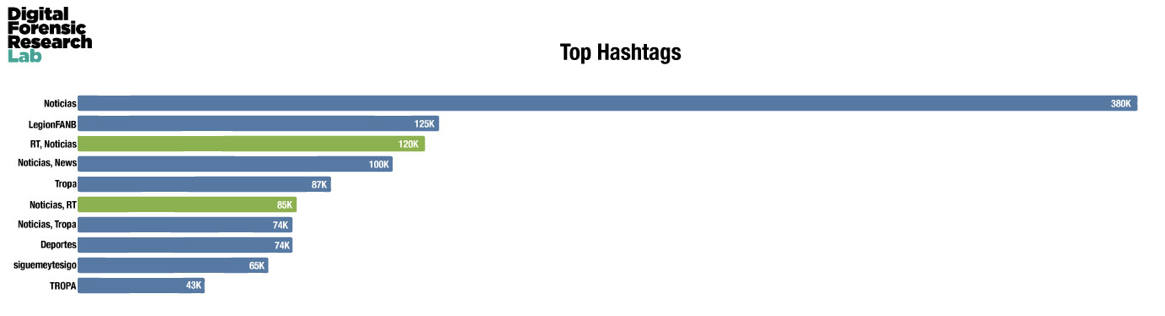 Digital
Forensic
Research
Lab
Top Hashtags
Noticias 380K
LegionFANB 125K
RT, Noticias 120K
Noticias, News 100K
Tropa 87K
Noticias, RT 85K
Noticias, Tropa 74K
Deportes 74K
siguemeytesigo 65K
TROPA 43K